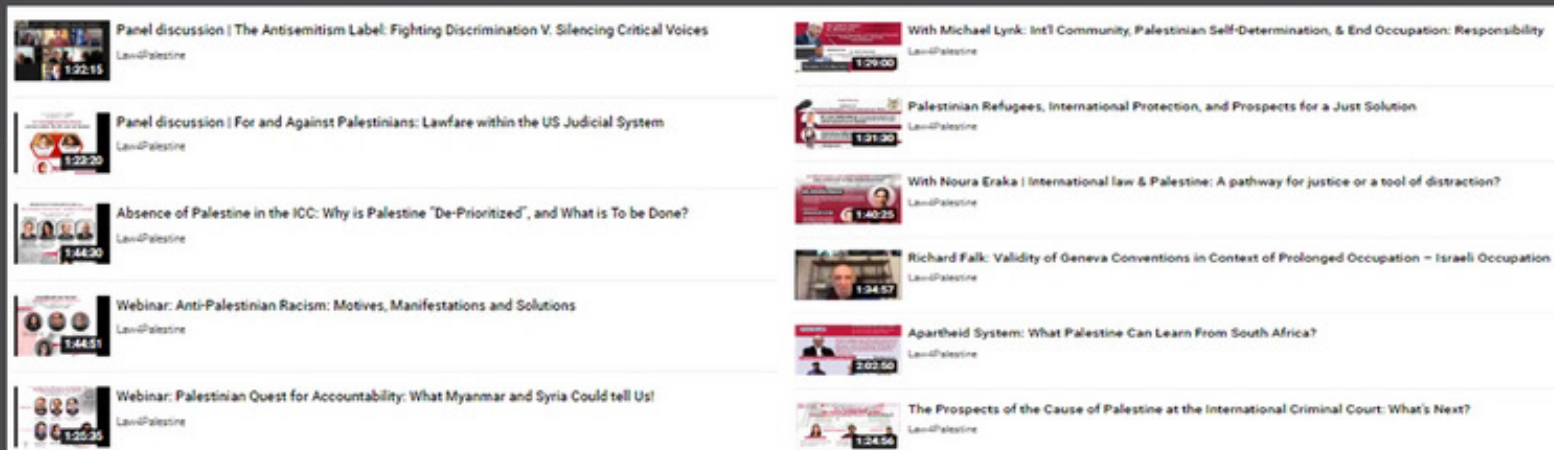 Panel discussion | The Antisemitism Label: Fighting Discrimination V. Silencing Critical Voices
Law4Palestine
1:32:15
Panel discussion | For and Against Palestinians: Lawfare within the US Judicial System
Law4Palestine
1:23:20
Absence of Palestine in the ICC: Why is Palestine "De-Prioritized", and What is To be Done?
Law4Palestine
1:44:30
Webinar: Anti-Palestinian Racism: Motives, Manifestations and Solutions
Law4Palestine
1:44:51
Webinar: Palestinian Quest for Accountability: What Myanmar and Syria Could tell Us!
Law4Palestine
1:25:35
With Michael Lynk: Int'l Community, Palestinian Self-Determination, & End Occupation: Responsibility
Law4Palestine
1:29:00
Palestinian Refugees, International Protection, and Prospects for a Just Solution
Law4Palestine
1:31:30
With Noura Eraka | International law & Palestine: A pathway for justice or a tool of distraction?
Law4Palestine
1:40:25
Richard Falk: Validity of Geneva Conventions in Context of Prolonged Occupation – Israeli Occupation
Law4Palestine
1:34:57
Apartheid System: What Palestine Can Learn From South Africa?
Law4Palestine
2:02:50
The Prospects of the Cause of Palestine at the International Criminal Court: What's Next?
Law4Palestine
1:24:56